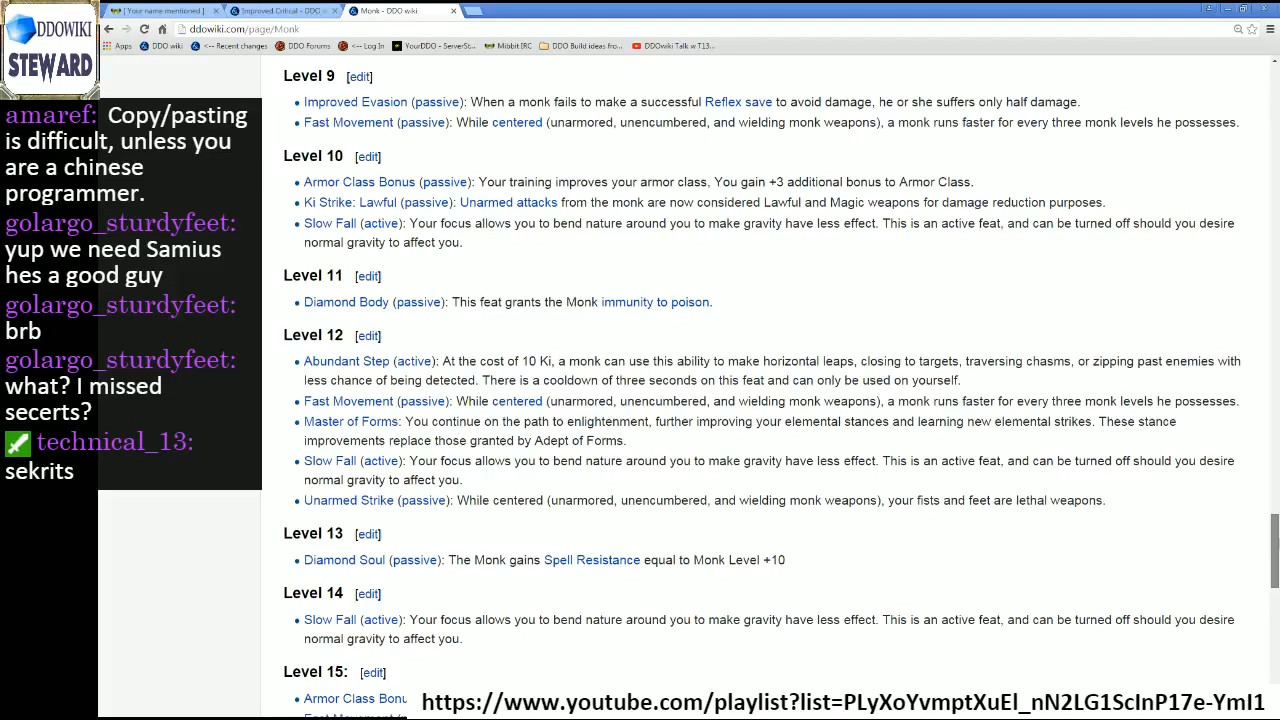 DDOWIKI
STEWARD
amaref: Copy/pasting
is difficult, unless you
are a chinese
programmer.
golargo_sturdyfeet:
yup we need Samius
hes a good guy
golargo_sturdyfeet:
brb
golargo_sturdyfeet:
what? I missed
secerts?
technical_13:
sekrits
[ Your name mentioned ]
Improved Critical - DDO
Monk - DDO wiki
ddowiki.com/page/Monk
Apps DDO wiki <-- Recent changes DDO Forums <-- Log In YourDDO - ServerSt... Mibbit IRC DDO Build ideas fro... DDOwiki Talk w T13...
Level 9 [edit]
• Improved Evasion (passive): When a monk fails to make a successful Reflex save to avoid damage, he or she suffers only half damage.
• Fast Movement (passive): While centered (unarmored, unencumbered, and wielding monk weapons), a monk runs faster for every three monk levels he possesses.
Level 10 [edit]
• Armor Class Bonus (passive): Your training improves your armor class, You gain +3 additional bonus to Armor Class.
• Ki Strike: Lawful (passive): Unarmed attacks from the monk are now considered Lawful and Magic weapons for damage reduction purposes.
• Slow Fall (active): Your focus allows you to bend nature around you to make gravity have less effect. This is an active feat, and can be turned off should you desire
normal gravity to affect you.
Level 11 [edit]
• Diamond Body (passive): This feat grants the Monk immunity to poison.
Level 12 [edit]
• Abundant Step (active): At the cost of 10 Ki, a monk can use this ability to make horizontal leaps, closing to targets, traversing chasms, or zipping past enemies with
less chance of being detected. There is a cooldown of three seconds on this feat and can only be used on yourself.
• Fast Movement (passive): While centered (unarmored, unencumbered, and wielding monk weapons), a monk runs faster for every three monk levels he possesses.
• Master of Forms: You continue on the path to enlightenment, further improving your elemental stances and learning new elemental strikes. These stance
improvements replace those granted by Adept of Forms.
• Slow Fall (active): Your focus allows you to bend nature around you to make gravity have less effect. This is an active feat, and can be turned off should you desire
normal gravity to affect you.
• Unarmed Strike (passive): While centered (unarmored, unencumbered, and wielding monk weapons), your fists and feet are lethal weapons.
Level 13 [edit]
• Diamond Soul (passive): The Monk gains Spell Resistance equal to Monk Level +10
Level 14 [edit]
• Slow Fall (active): Your focus allows you to bend nature around you to make gravity have less effect. This is an active feat, and can be turned off should you desire
normal gravity to affect you.
Level 15: [edit]
• Armor Class Bonu
https://www.youtube.com/playlist?list=PLyXoYvmptXuEl_nN2LG1ScInP17e-YmI1